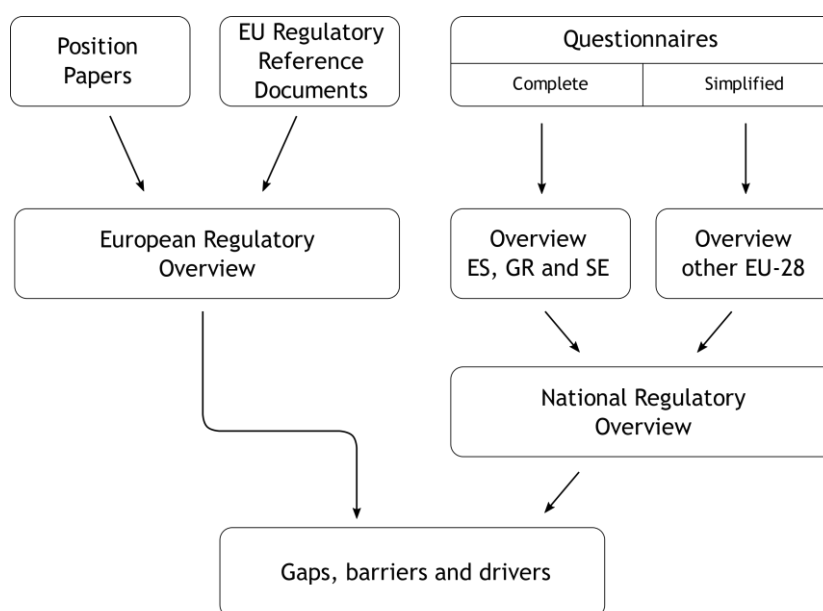 Position
Papers
EU Regulatory
Reference
Documents
Questionnaires
Complete
Simplified
European Regulatory
Overview
Overview
ES, GR and SE
Overview
other EU-28
National Regulatory
Overview
Gaps, barriers and drivers